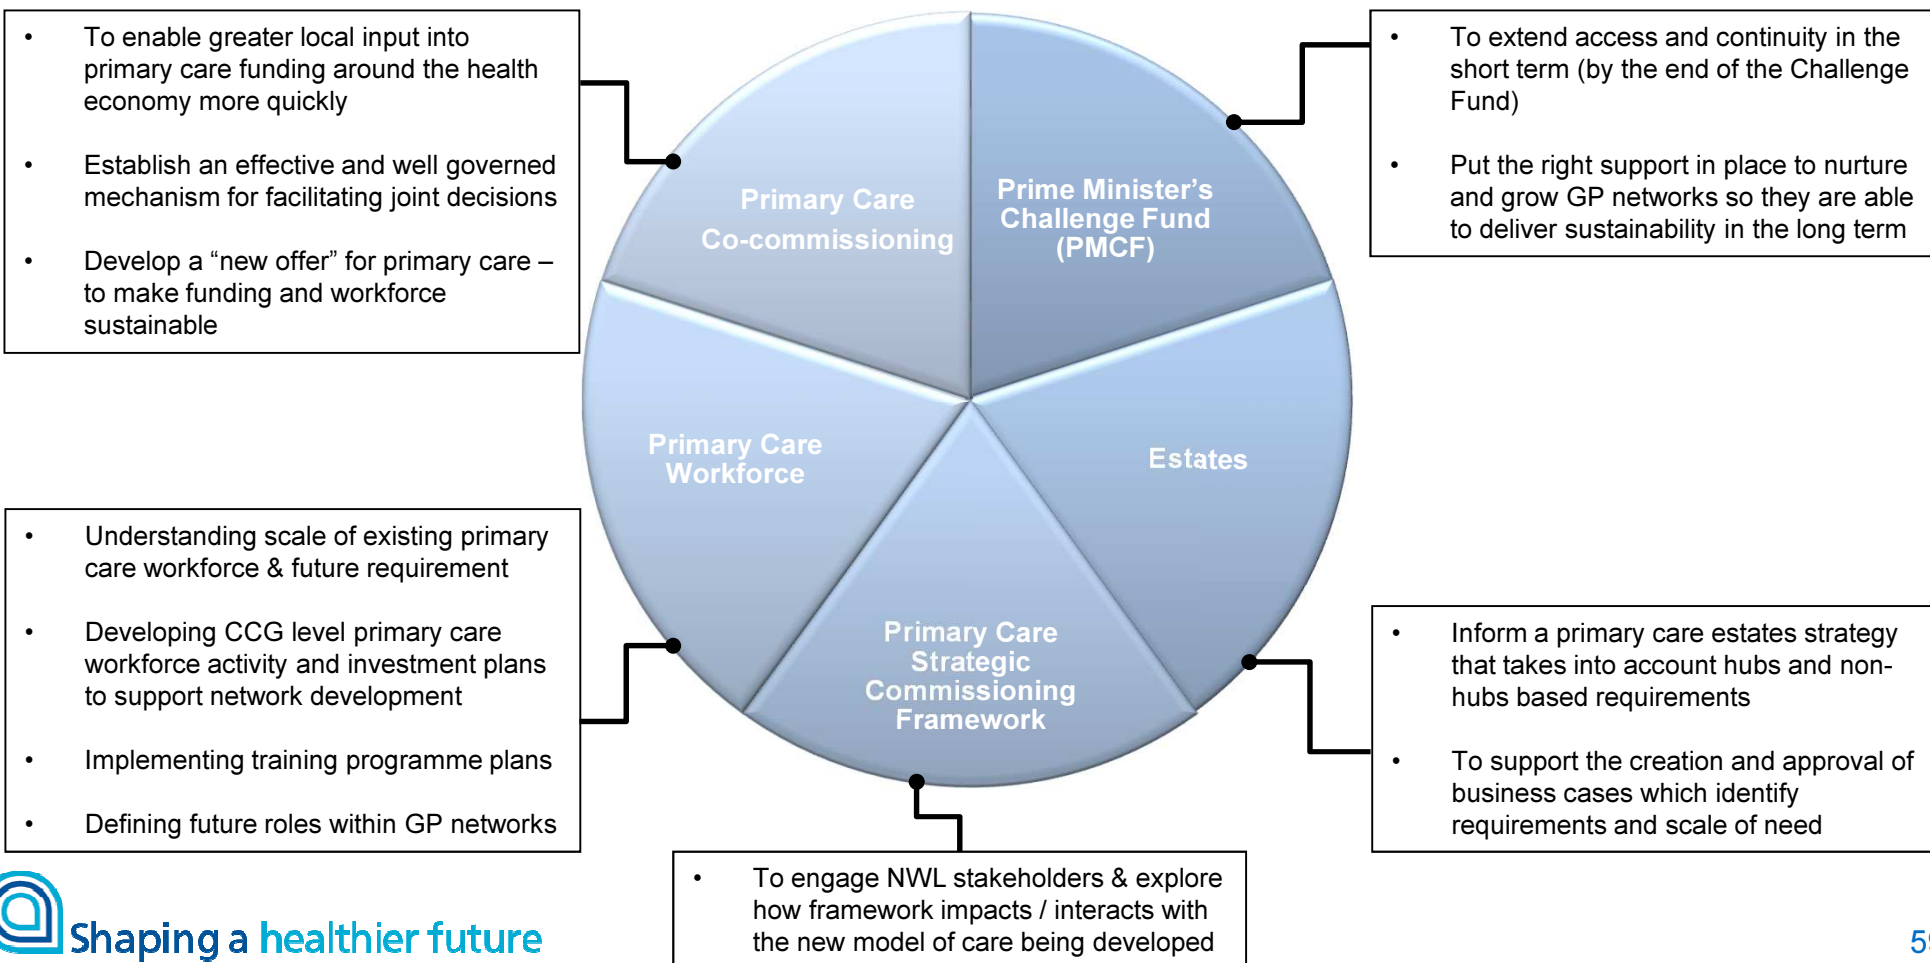 • To enable greater local input into
primary care funding around the health
economy more quickly
• Establish an effective and well governed
mechanism for facilitating joint decisions
• Develop a “new offer” for primary care –
to make funding and workforce
sustainable
• To extend access and continuity in the
short term (by the end of the Challenge
Fund)
• Put the right support in place to nurture
and grow GP networks so they are able
to deliver sustainability in the long term
Primary Care
Co-commissioning
Prime Minister’s
Challenge Fund
(PMCF)
Primary Care
Workforce
Estates
Primary Care
Strategic
Commissioning
Framework
• Understanding scale of existing primary
care workforce & future requirement
• Developing CCG level primary care
workforce activity and investment plans
to support network development
• Implementing training programme plans
• Defining future roles within GP networks
• Inform a primary care estates strategy
that takes into account hubs and non-
hubs based requirements
• To support the creation and approval of
business cases which identify
requirements and scale of need
• To engage NWL stakeholders & explore
how framework impacts / interacts with
the new model of care being developed
Shaping a healthier future
59